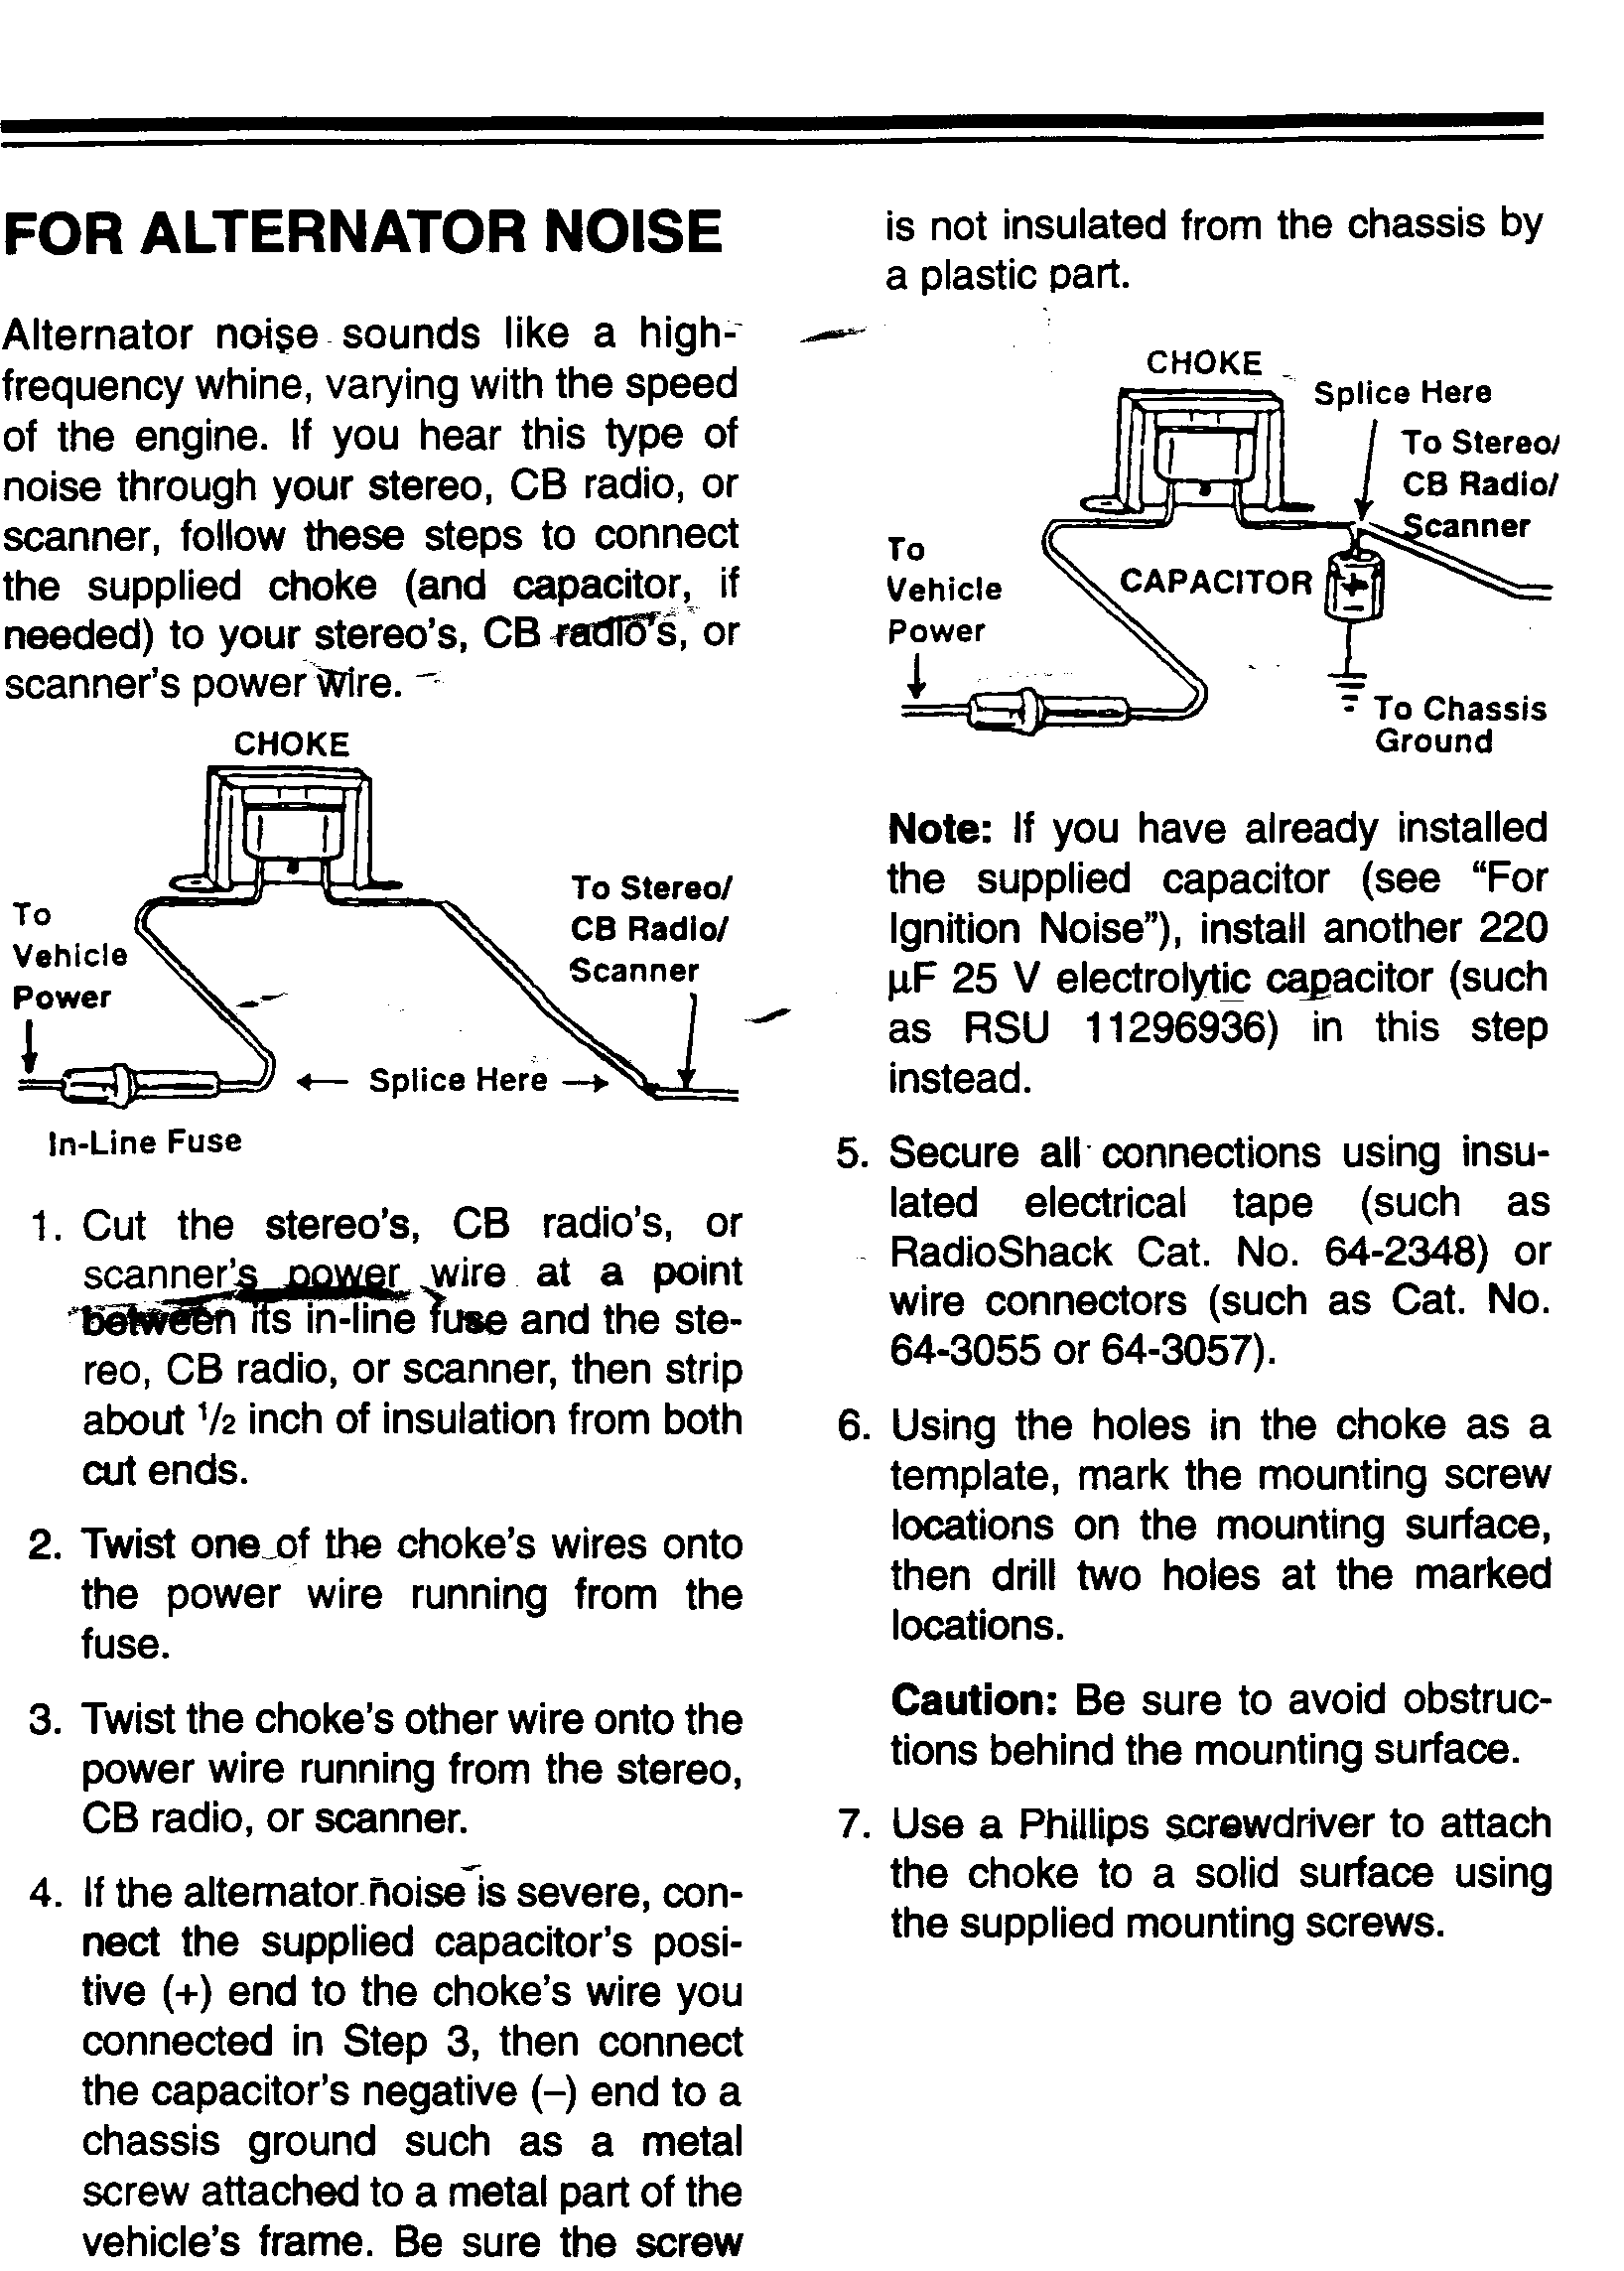 FOR ALTERNATOR NOISE
Alternator noise sounds like a high-
frequency whine, varying with the speed
of the engine. If you hear this type of
noise through your stereo, CB radio, or
scanner, follow these steps to connect
the supplied choke (and capacitor, if
needed) to your stereo's, CB radio's, or
scanner's power wire.
CHOKE
To
Vehicle
Power
To Stereo/
CB Radio/
Scanner
Splice Here
In-Line Fuse
1. Cut the stereo's, CB radio's, or
scanner's power wire at a point
between its in-line fuse and the ste-
reo, CB radio, or scanner, then strip
about 1/2 inch of insulation from both
cut ends.
2. Twist one of the choke's wires onto
the power wire running from the
fuse.
3. Twist the choke's other wire onto the
power wire running from the stereo,
CB radio, or scanner.
4. If the alternator noise is severe, con-
nect the supplied capacitor's posi-
tive (+) end to the choke's wire you
connected in Step 3, then connect
the capacitor's negative (–) end to a
chassis ground such as a metal
screw attached to a metal part of the
vehicle's frame. Be sure the screw
is not insulated from the chassis by
a plastic part.
CHOKE
Splice Here
To Stereo/
CB Radio/
Scanner
To
Vehicle
Power
CAPACITOR
+
–
To Chassis
Ground
Note: If you have already installed
the supplied capacitor (see “For
Ignition Noise”), install another 220
µF 25 V electrolytic capacitor (such
as RSU 11296936) in this step
instead.
5. Secure all connections using insu-
lated electrical tape (such as
RadioShack Cat. No. 64-2348) or
wire connectors (such as Cat. No.
64-3055 or 64-3057).
6. Using the holes in the choke as a
template, mark the mounting screw
locations on the mounting surface,
then drill two holes at the marked
locations.
Caution: Be sure to avoid obstruc-
tions behind the mounting surface.
7. Use a Phillips screwdriver to attach
the choke to a solid surface using
the supplied mounting screws.